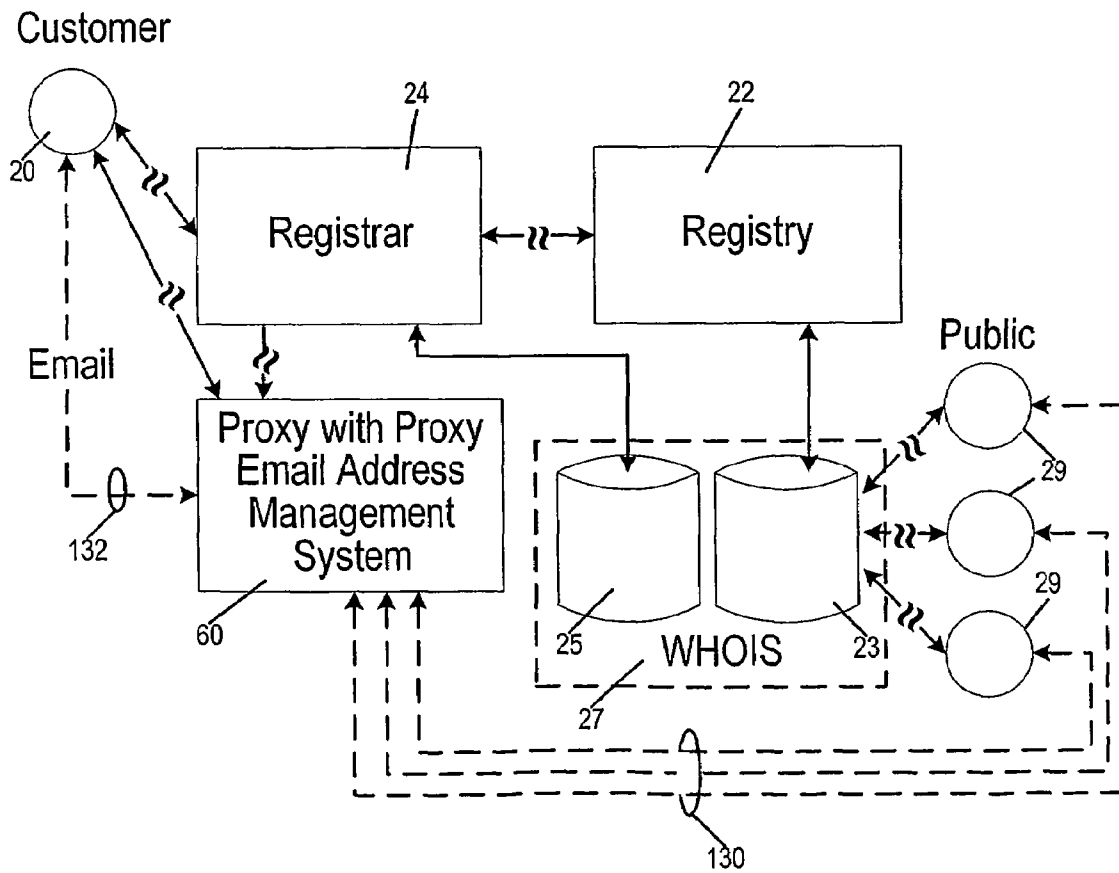 Customer
20
24
22
Registrar
Registry
Email
Public
Proxy with Proxy
Email Address
Management
System
29
29
29
132
60
25
23
WHOIS
27
130